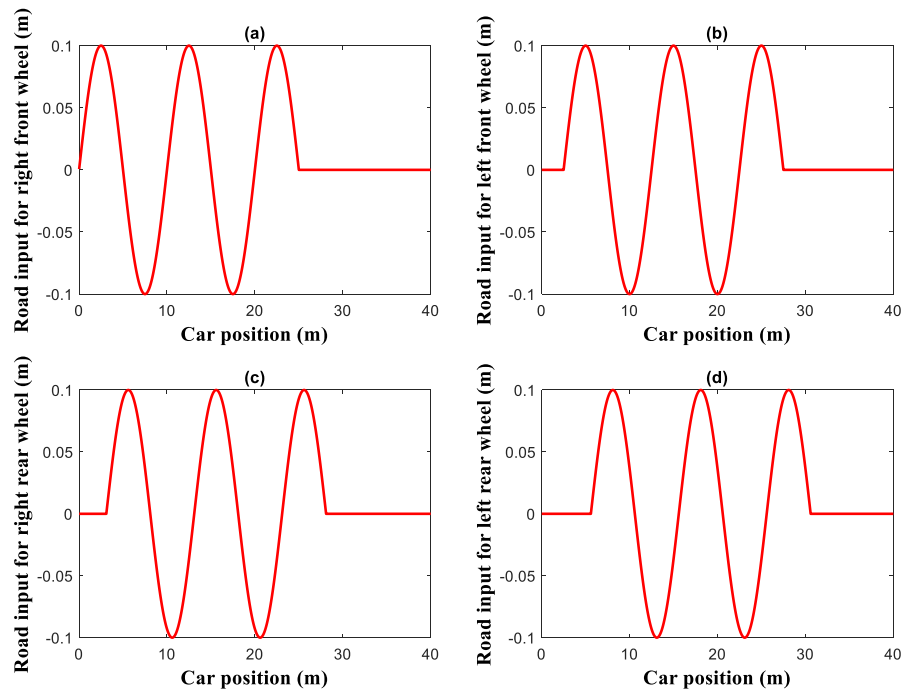 (a)
Road input for right front wheel (m)
0.1
0.05
0
-0.05
-0.1
0 10 20 30 40
Car position (m)
(b)
Road input for left front wheel (m)
0.1
0.05
0
-0.05
-0.1
0 10 20 30 40
Car position (m)
(c)
Road input for right rear wheel (m)
0.1
0.05
0
-0.05
-0.1
0 10 20 30 40
Car position (m)
(d)
Road input for left rear wheel (m)
0.1
0.05
0
-0.05
-0.1
0 10 20 30 40
Car position (m)